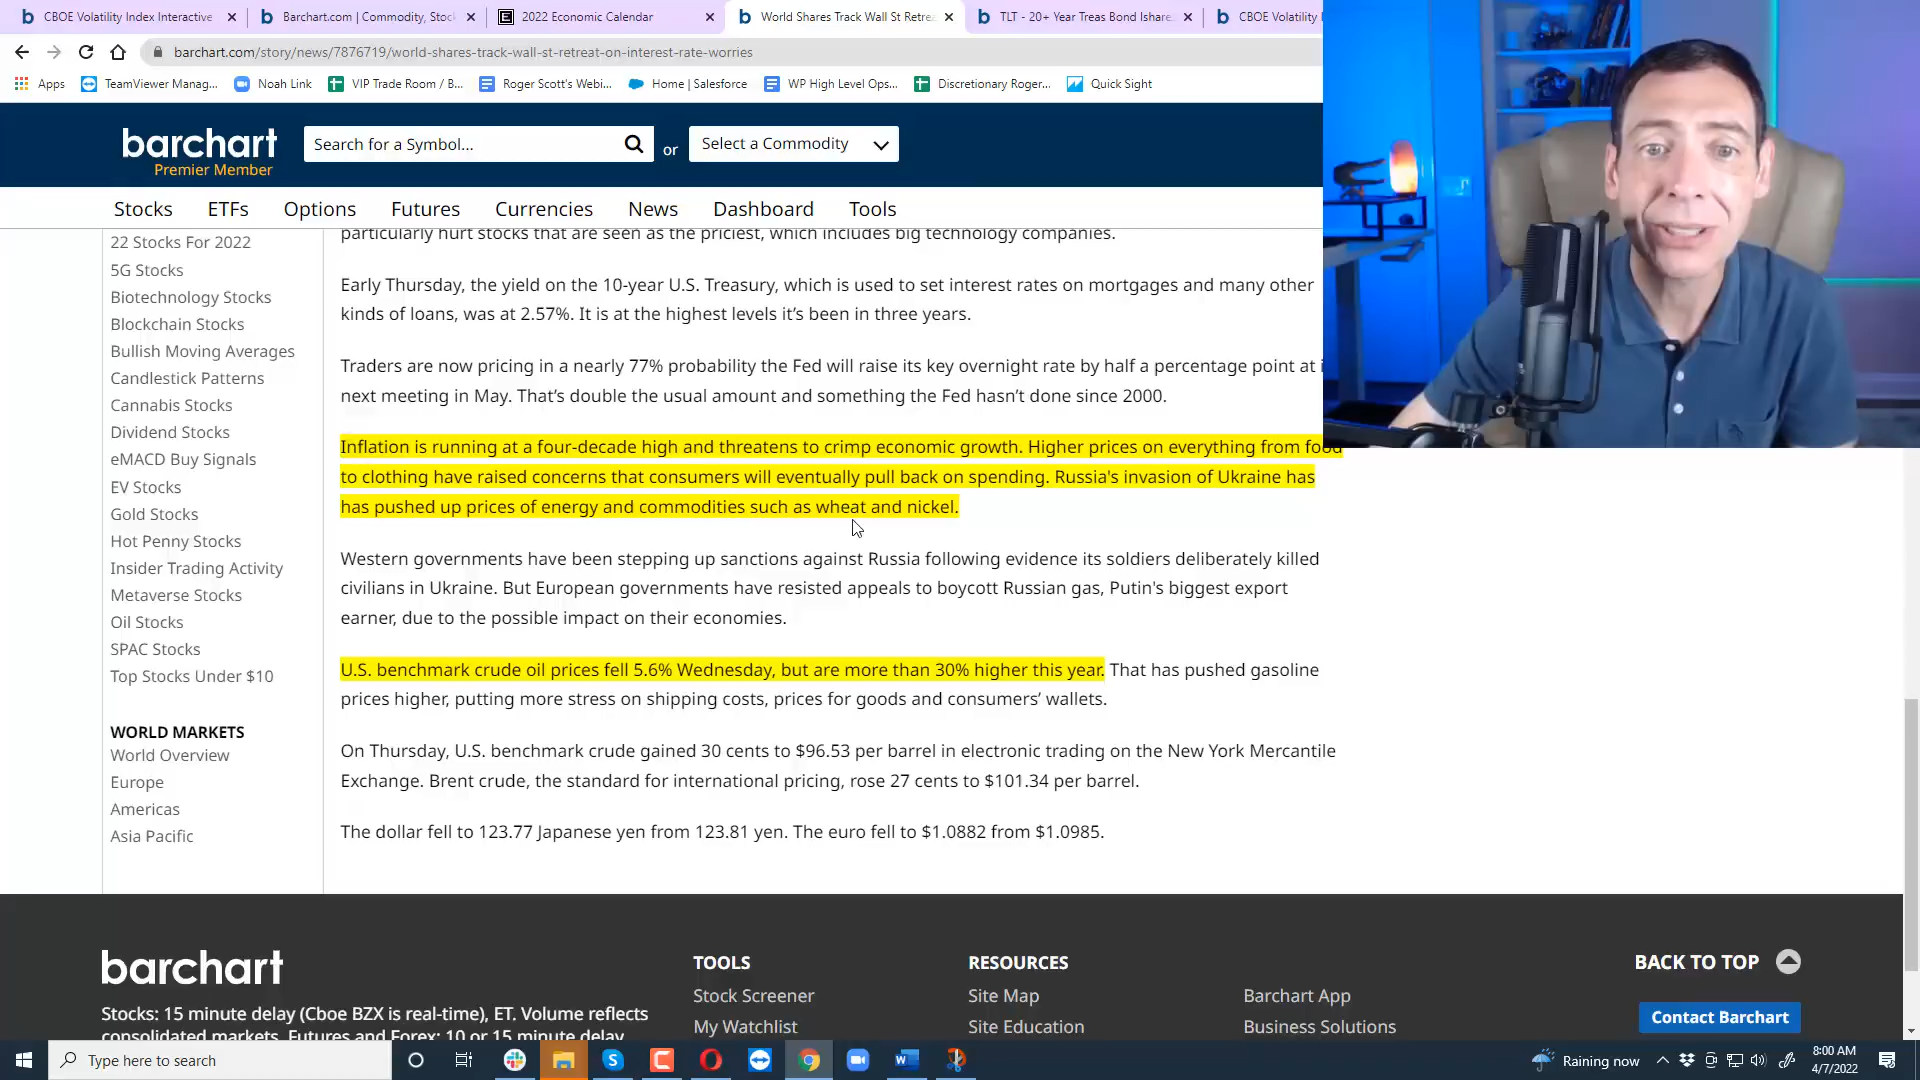 CBOE Volatility Index Interactive
Barchart.com | Commodity, Stoc
2022 Economic Calendar
World Shares Track Wall St Retrea
TLT - 20+ Year Treas Bond Ishare
CBOE Volatility I
barchart.com/story/news/7876719/world-shares-track-wall-st-retreat-on-interest-rate-worries
Apps
TeamViewer Manag...
Noah Link
VIP Trade Room / B...
Roger Scott's Webi...
Home | Salesforce
WP High Level Ops...
Discretionary Roger...
Quick Sight
barchart
Premier Member
Search for a Symbol...
or
Select a Commodity
Stocks
ETFs
Options
Futures
Currencies
News
Dashboard
Tools
22 Stocks For 2022
5G Stocks
Biotechnology Stocks
Blockchain Stocks
Bullish Moving Averages
Candlestick Patterns
Cannabis Stocks
Dividend Stocks
eMACD Buy Signals
EV Stocks
Gold Stocks
Hot Penny Stocks
Insider Trading Activity
Metaverse Stocks
Oil Stocks
SPAC Stocks
Top Stocks Under $10
WORLD MARKETS
World Overview
Europe
Americas
Asia Pacific
particularly hurt stocks that are seen as the priciest, which includes big technology companies.
Early Thursday, the yield on the 10-year U.S. Treasury, which is used to set interest rates on mortgages and many other
kinds of loans, was at 2.57%. It is at the highest levels it's been in three years.
Traders are now pricing in a nearly 77% probability the Fed will raise its key overnight rate by half a percentage point at i
next meeting in May. That's double the usual amount and something the Fed hasn't done since 2000.
Inflation is running at a four-decade high and threatens to crimp economic growth. Higher prices on everything from food
to clothing have raised concerns that consumers will eventually pull back on spending. Russia's invasion of Ukraine has
has pushed up prices of energy and commodities such as wheat and nickel.
Western governments have been stepping up sanctions against Russia following evidence its soldiers deliberately killed
civilians in Ukraine. But European governments have resisted appeals to boycott Russian gas, Putin's biggest export
earner, due to the possible impact on their economies.
U.S. benchmark crude oil prices fell 5.6% Wednesday, but are more than 30% higher this year. That has pushed gasoline
prices higher, putting more stress on shipping costs, prices for goods and consumers' wallets.
On Thursday, U.S. benchmark crude gained 30 cents to $96.53 per barrel in electronic trading on the New York Mercantile
Exchange. Brent crude, the standard for international pricing, rose 27 cents to $101.34 per barrel.
The dollar fell to 123.77 Japanese yen from 123.81 yen. The euro fell to $1.0882 from $1.0985.
barchart
Stocks: 15 minute delay (Cboe BZX is real-time), ET. Volume reflects
consolidated markets. Futures and Forex: 10 or 15 minute delay
TOOLS
Stock Screener
My Watchlist
RESOURCES
Site Map
Site Education
Barchart App
Business Solutions
BACK TO TOP
Contact Barchart
Type here to search
Raining now
8:00 AM
4/7/2022